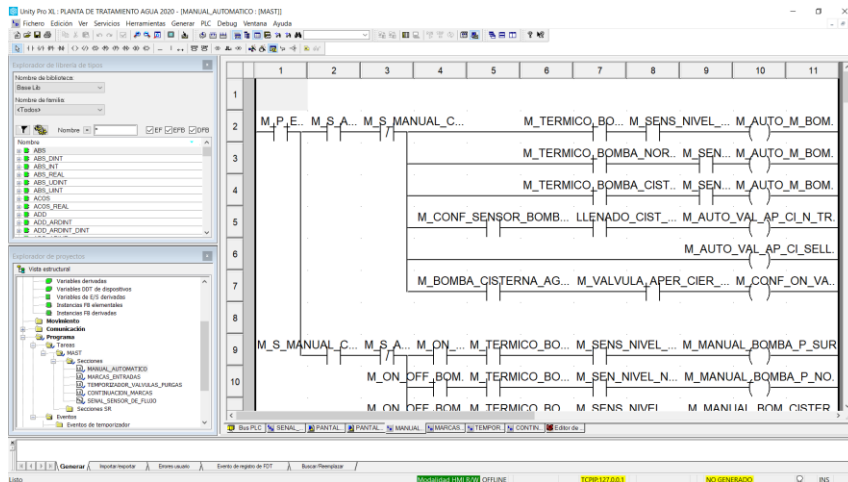 Unity Pro XL : PLANTA DE TRATAMIENTO AGUA 2020 - [MANUAL_AUTOMATICO : [MAST]]
Fichero Edición Ver Servicios Herramientas Generar PLC Debug Ventana Ayuda
Explorador de librería de tipos
Nombre de biblioteca:
Base Lib
Nombre de familia:
<Todos>
Nombre * EF EFB DFB
Nombre
ABS
ABS_DINT
ABS_INT
ABS_REAL
ABS_UDINT
ABS_UINT
ACOS
ACOS_REAL
ADD
ADD_ARDINT
ADD_ARDINT_DINT
Explorador de proyectos
Vista estructural
Variables derivadas
Variables DDT de dispositivos
Variables de E/S derivadas
Instancias FB elementales
Instancias FB derivadas
Movimiento
Comunicación
Programa
Tareas
MAST
Secciones
MANUAL_AUTOMATICO
MARCAS_ENTRADAS
TEMPORIZADOR_VALVULAS_PURGAS
CONTINUACION_MARCAS
SENAL_SENSOR_DE_FLUJO
Secciones SR
Eventos
Eventos de temporizador
1 2 3 4 5 6 7 8 9 10 11
1
2 M_P_E.. M_S_A... M_S_MANUAL_C... M_TERMICO_BO... M_SENS_NIVEL_... M_AUTO_M_BOM.
3 M_TERMICO_BOMBA_NOR.. M_SEN... M_AUTO_M_BOM.
4 M_TERMICO_BOMBA_CIST.. M_SEN... M_AUTO_M_BOM.
5 M_CONF_SENSOR_BOMB... LLENADO_CIST_... M_AUTO_VAL_AP_CI_N_TR.
6 M_AUTO_VAL_AP_CI_SELL.
7 M_BOMBA_CISTERNA_AG... M_VALVULA_APER_CIER_... M_CONF_ON_VA..
8
9 M_S_MANUAL_C... M_S_A... M_ON_... M_TERMICO_BO... M_SENS_NIVEL_... M_MANUAL_BOMBA_P_SUR
10 M_ON_OFF_BOM. M_TERMICO_BO... M_SEN_NIVEL_N... M_MANUAL_BOMBA_P_NO.
M_ON_OFF_BOM. M_TERMICO_BO... M_SENS_NIVEL_... M_MANUAL_BOM_CISTER
Bus PLC SENAL_... PANTAL.. PANTAL.. MANUAL.. MARCAS.. TEMPOR.. CONTIN.. Editor de ...
Generar Importar/exportar Errores usuario Evento de registro de FDT Buscar/Reemplazar
Listo Modalidad HMI R/W OFFLINE TCPIP:127.0.0.1 NO GENERADO INS